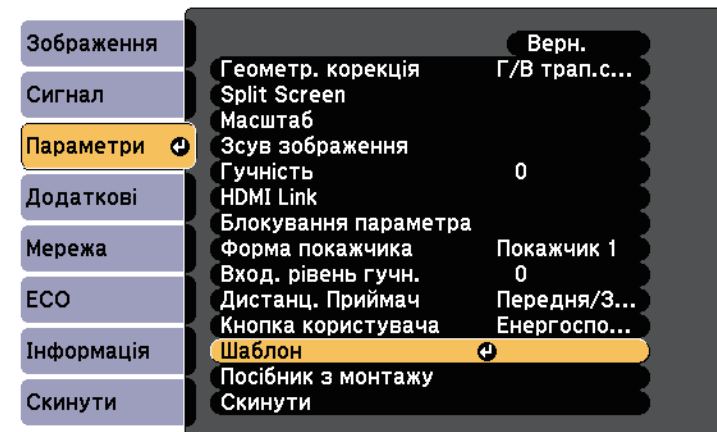 Зображення
Сигнал
Параметри
Додаткові
Мережа
ECO
Інформація
Скинути
Верн.
Геометр. корекція Г/В трап.с...
Split Screen
Масштаб
Зсув зображення
Гучність 0
HDMI Link
Блокування параметра
Форма покажчика Покажчик 1
Вход. рівень гучн. 0
Дистанц. Приймач Передня/З...
Кнопка користувача Енергоспо...
Шаблон
Посібник з монтажу
Скинути